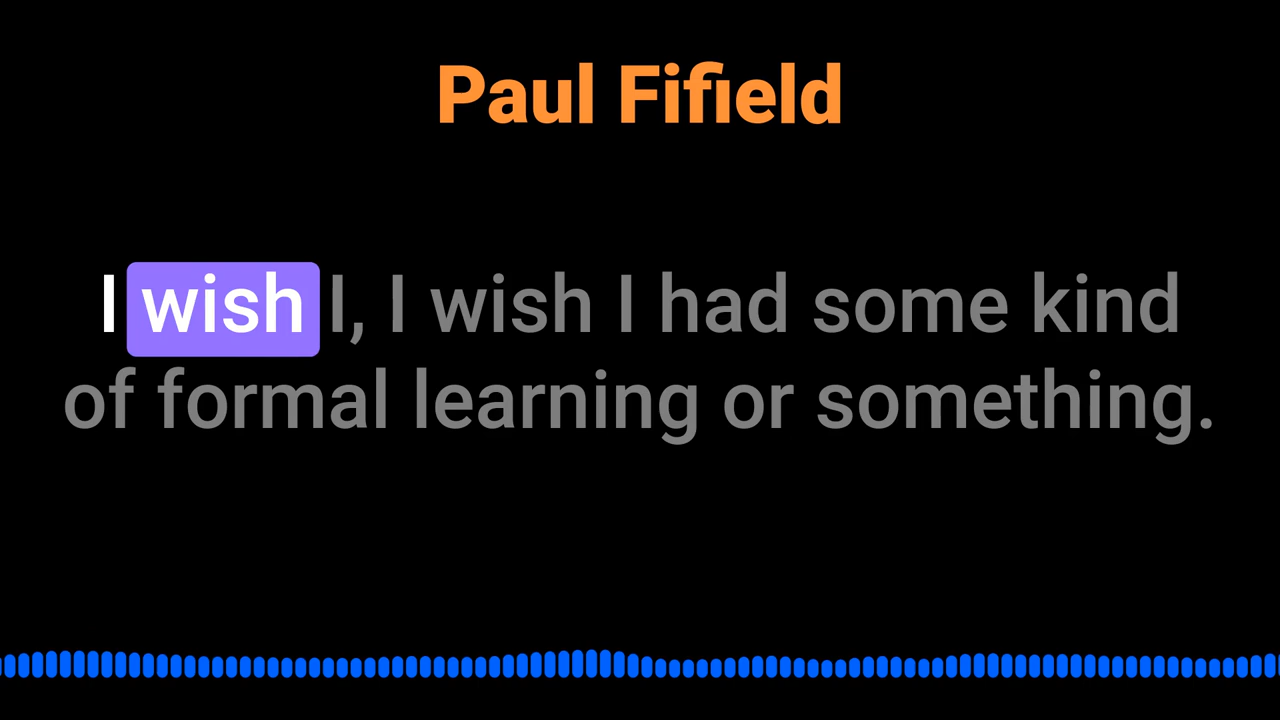 Paul Fifield
I wish I, I wish I had some kind
of formal learning or something.